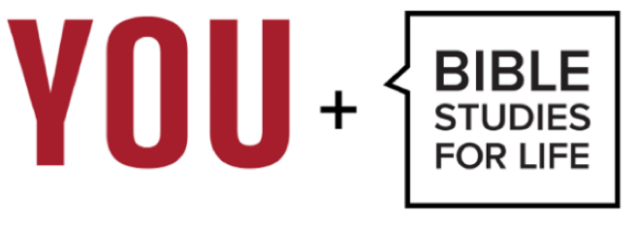 YOU +
BIBLE
STUDIES
FOR LIFE